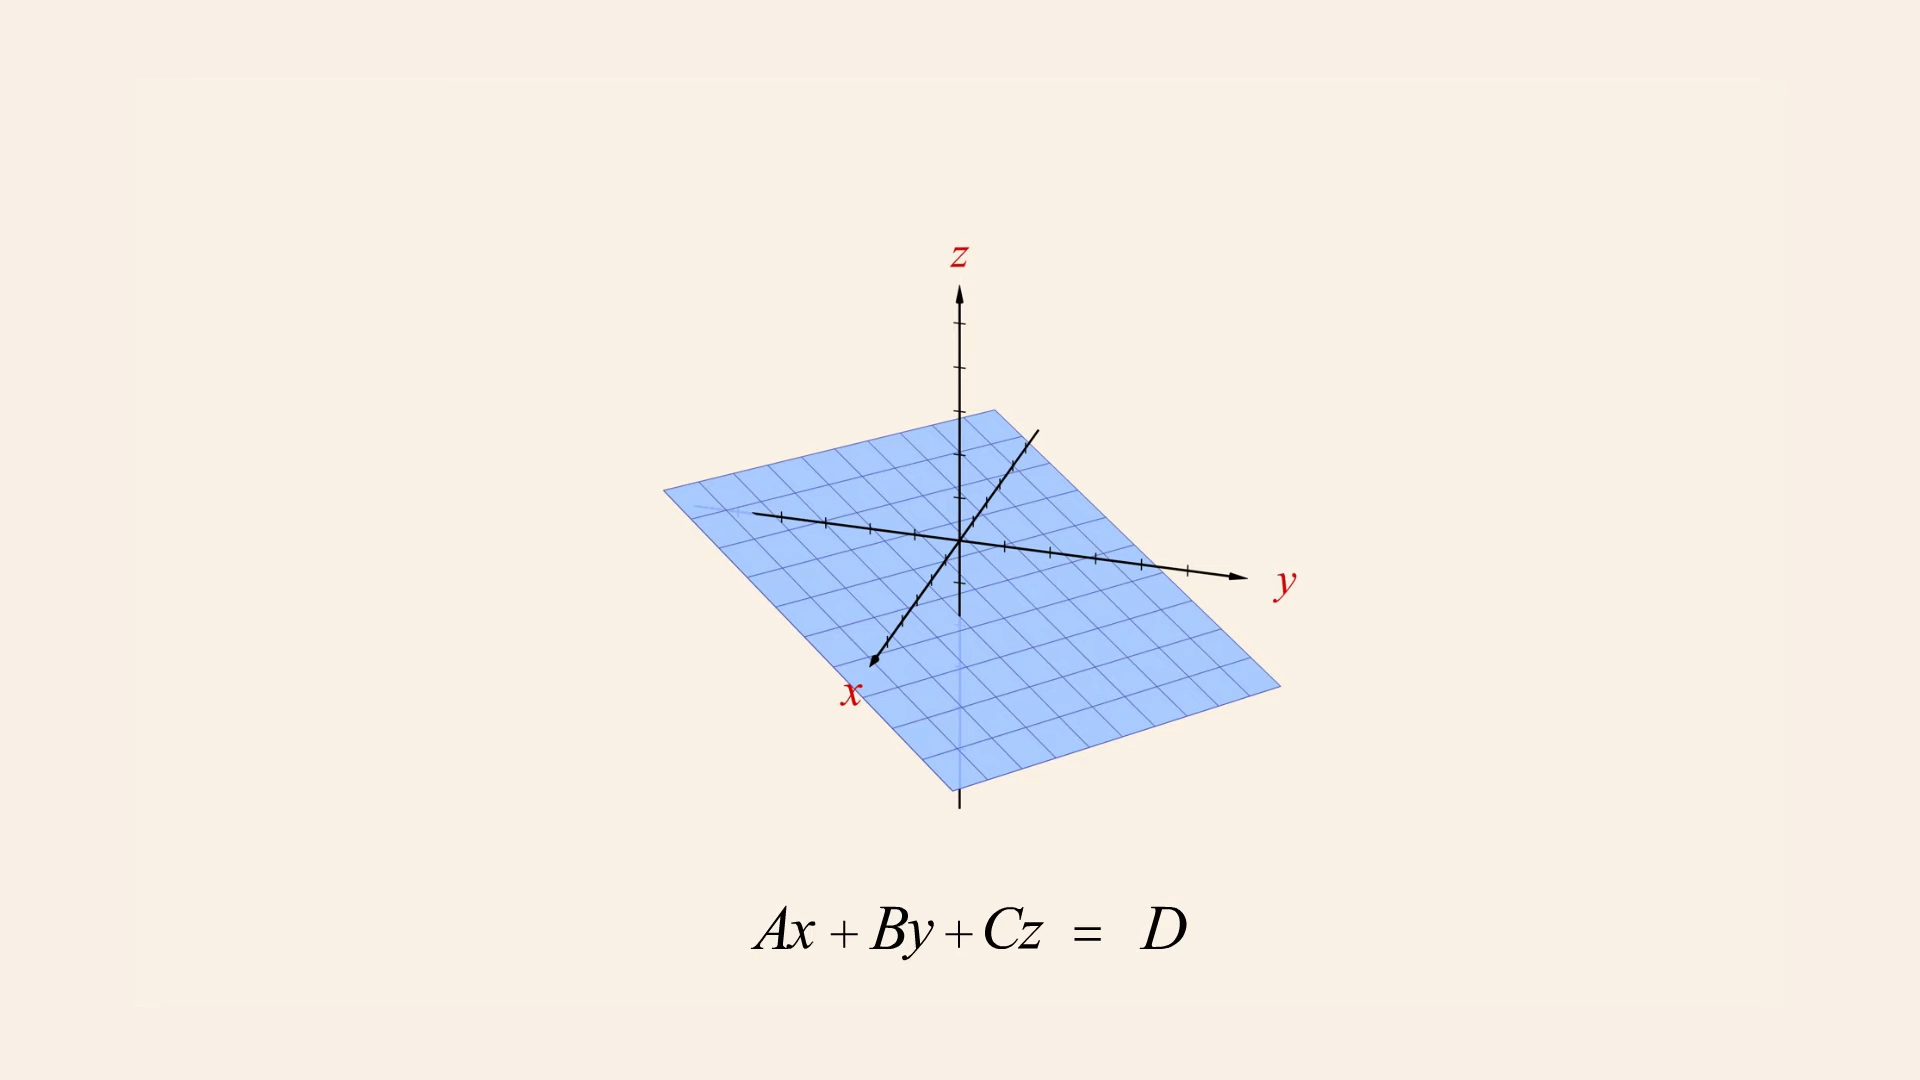 z
y
x
Ax + By + Cz = D